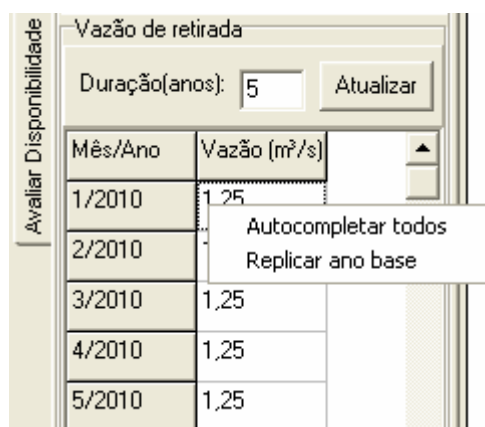 Avaliar Disponibilidade
Vazão de retirada
Duração(anos): 5 Atualizar
Mês/Ano Vazão (m³/s)
1/2010 1,25
Autocompletar todos
2/2010
Replicar ano base
3/2010 1,25
4/2010 1,25
5/2010 1,25